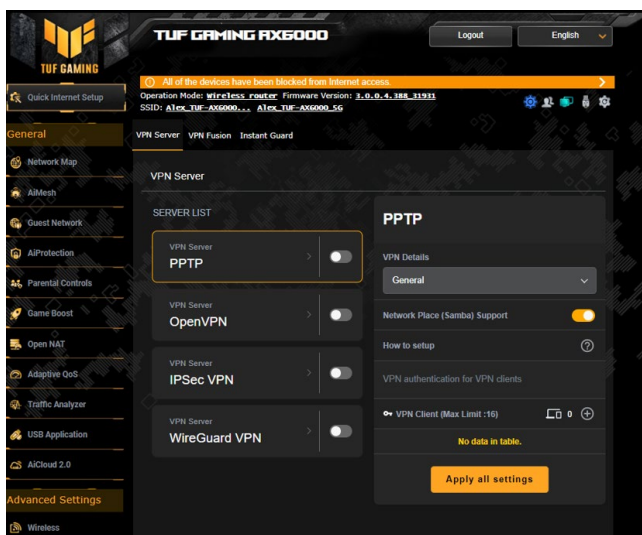 TUF GAMING
TUF GAMING AX6000
Logout
English
Quick Internet Setup
All of the devices have been blocked from Internet access.
Operation Mode: Wireless router Firmware Version: 3.0.0.4.388_31931
SSID: Alex_TUF-AX6000... Alex_TUF-AX6000_5G
General
Network Map
AiMesh
Guest Network
AiProtection
Parental Controls
Game Boost
Open NAT
Adaptive QoS
Traffic Analyzer
USB Application
AiCloud 2.0
Advanced Settings
Wireless
VPN Server VPN Fusion Instant Guard
VPN Server
SERVER LIST
VPN Server
PPTP
VPN Server
OpenVPN
VPN Server
IPSec VPN
VPN Server
WireGuard VPN
PPTP
VPN Details
General
Network Place (Samba) Support
How to setup
VPN authentication for VPN clients
VPN Client (Max Limit :16)
0
No data in table.
Apply all settings